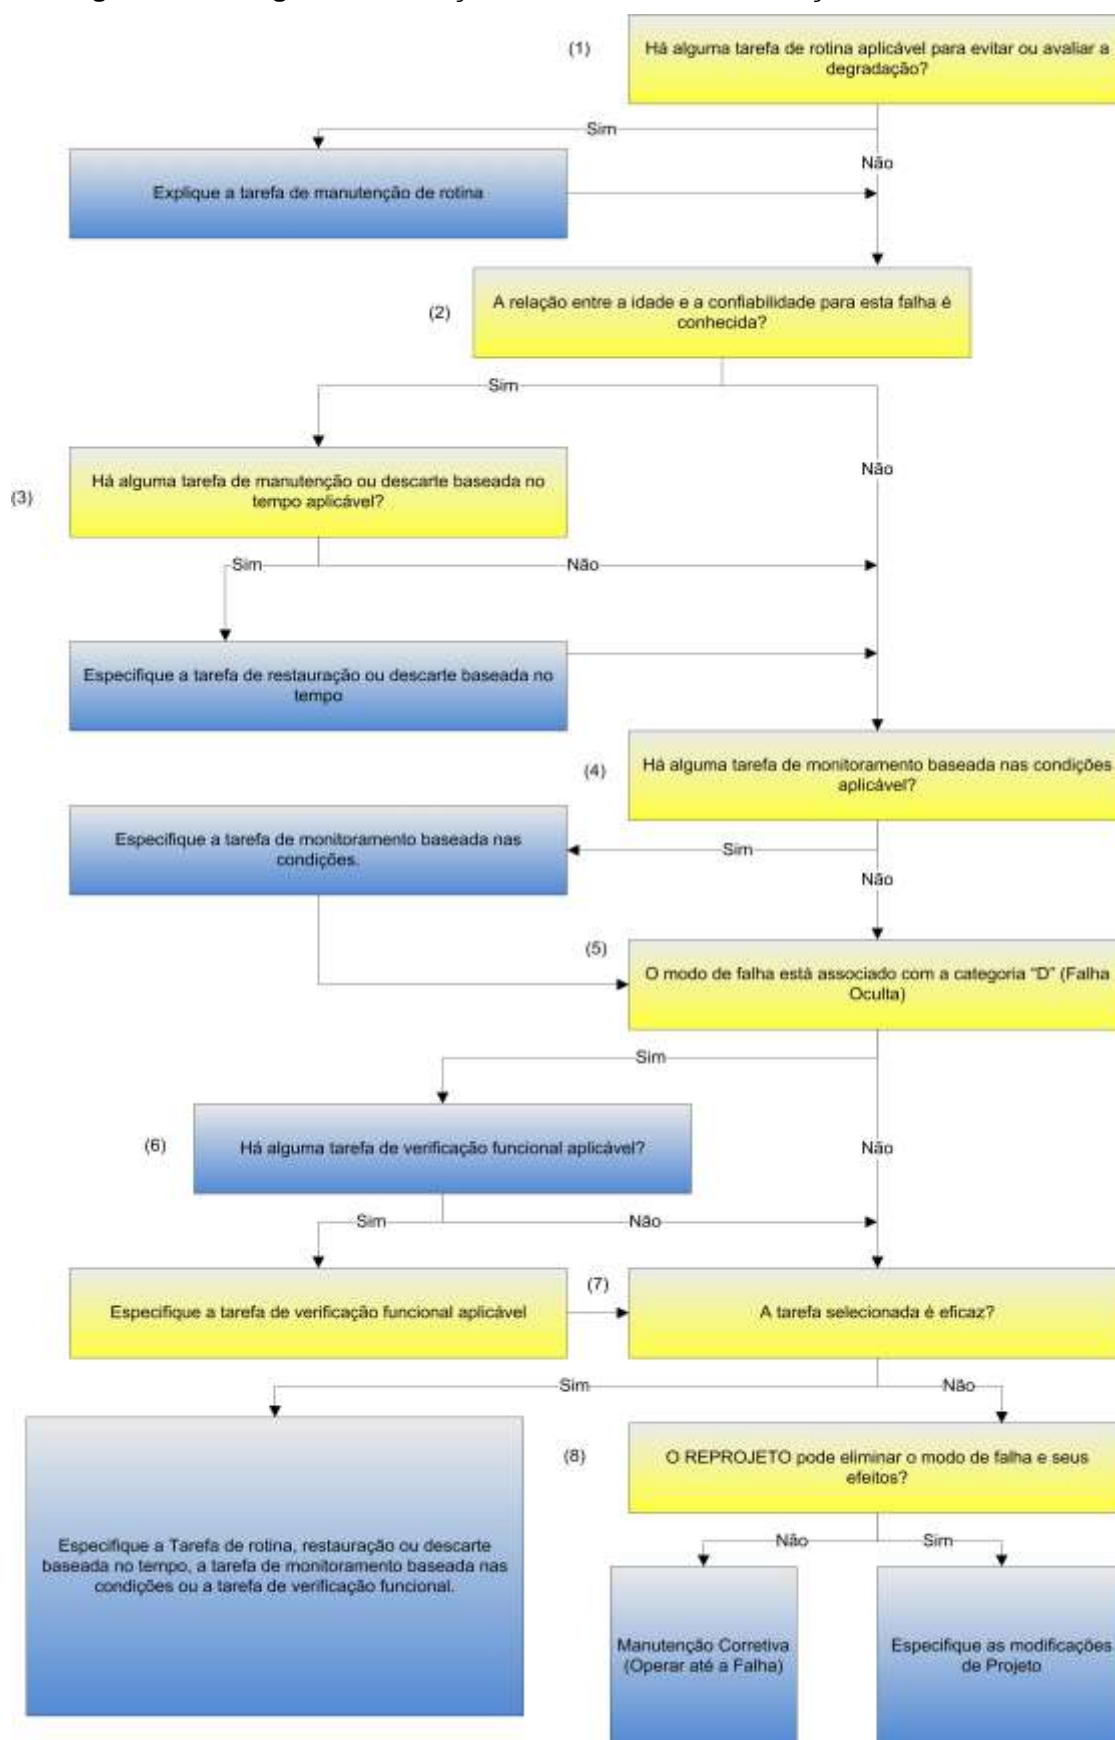 (1)
Há alguma tarefa de rotina aplicável para evitar ou avaliar a
degradação?
Sim
Não
Explique a tarefa de manutenção de rotina
(2)
A relação entre a idade e a confiabilidade para esta falha é
conhecida?
Sim
Não
(3)
Há alguma tarefa de manutenção ou descarte baseada no
tempo aplicável?
Sim
Não
Especifique a tarefa de restauração ou descarte baseada no
tempo
(4)
Há alguma tarefa de monitoramento baseada nas condições
aplicável?
Sim
Não
Especifique a tarefa de monitoramento baseada nas
condições.
(5)
O modo de falha está associado com a categoria “D” (Falha
Oculta)
Sim
Não
(6)
Há alguma tarefa de verificação funcional aplicável?
Sim
Não
Especifique a tarefa de verificação funcional aplicável
(7)
A tarefa selecionada é eficaz?
Sim
Não
Especifique a Tarefa de rotina, restauração ou descarte
baseada no tempo, a tarefa de monitoramento baseada nas
condições ou a tarefa de verificação funcional.
(8)
O REPROJETO pode eliminar o modo de falha e seus
efeitos?
Não
Sim
Manutenção Corretiva
(Operar até a Falha)
Especifique as modificações
de Projeto